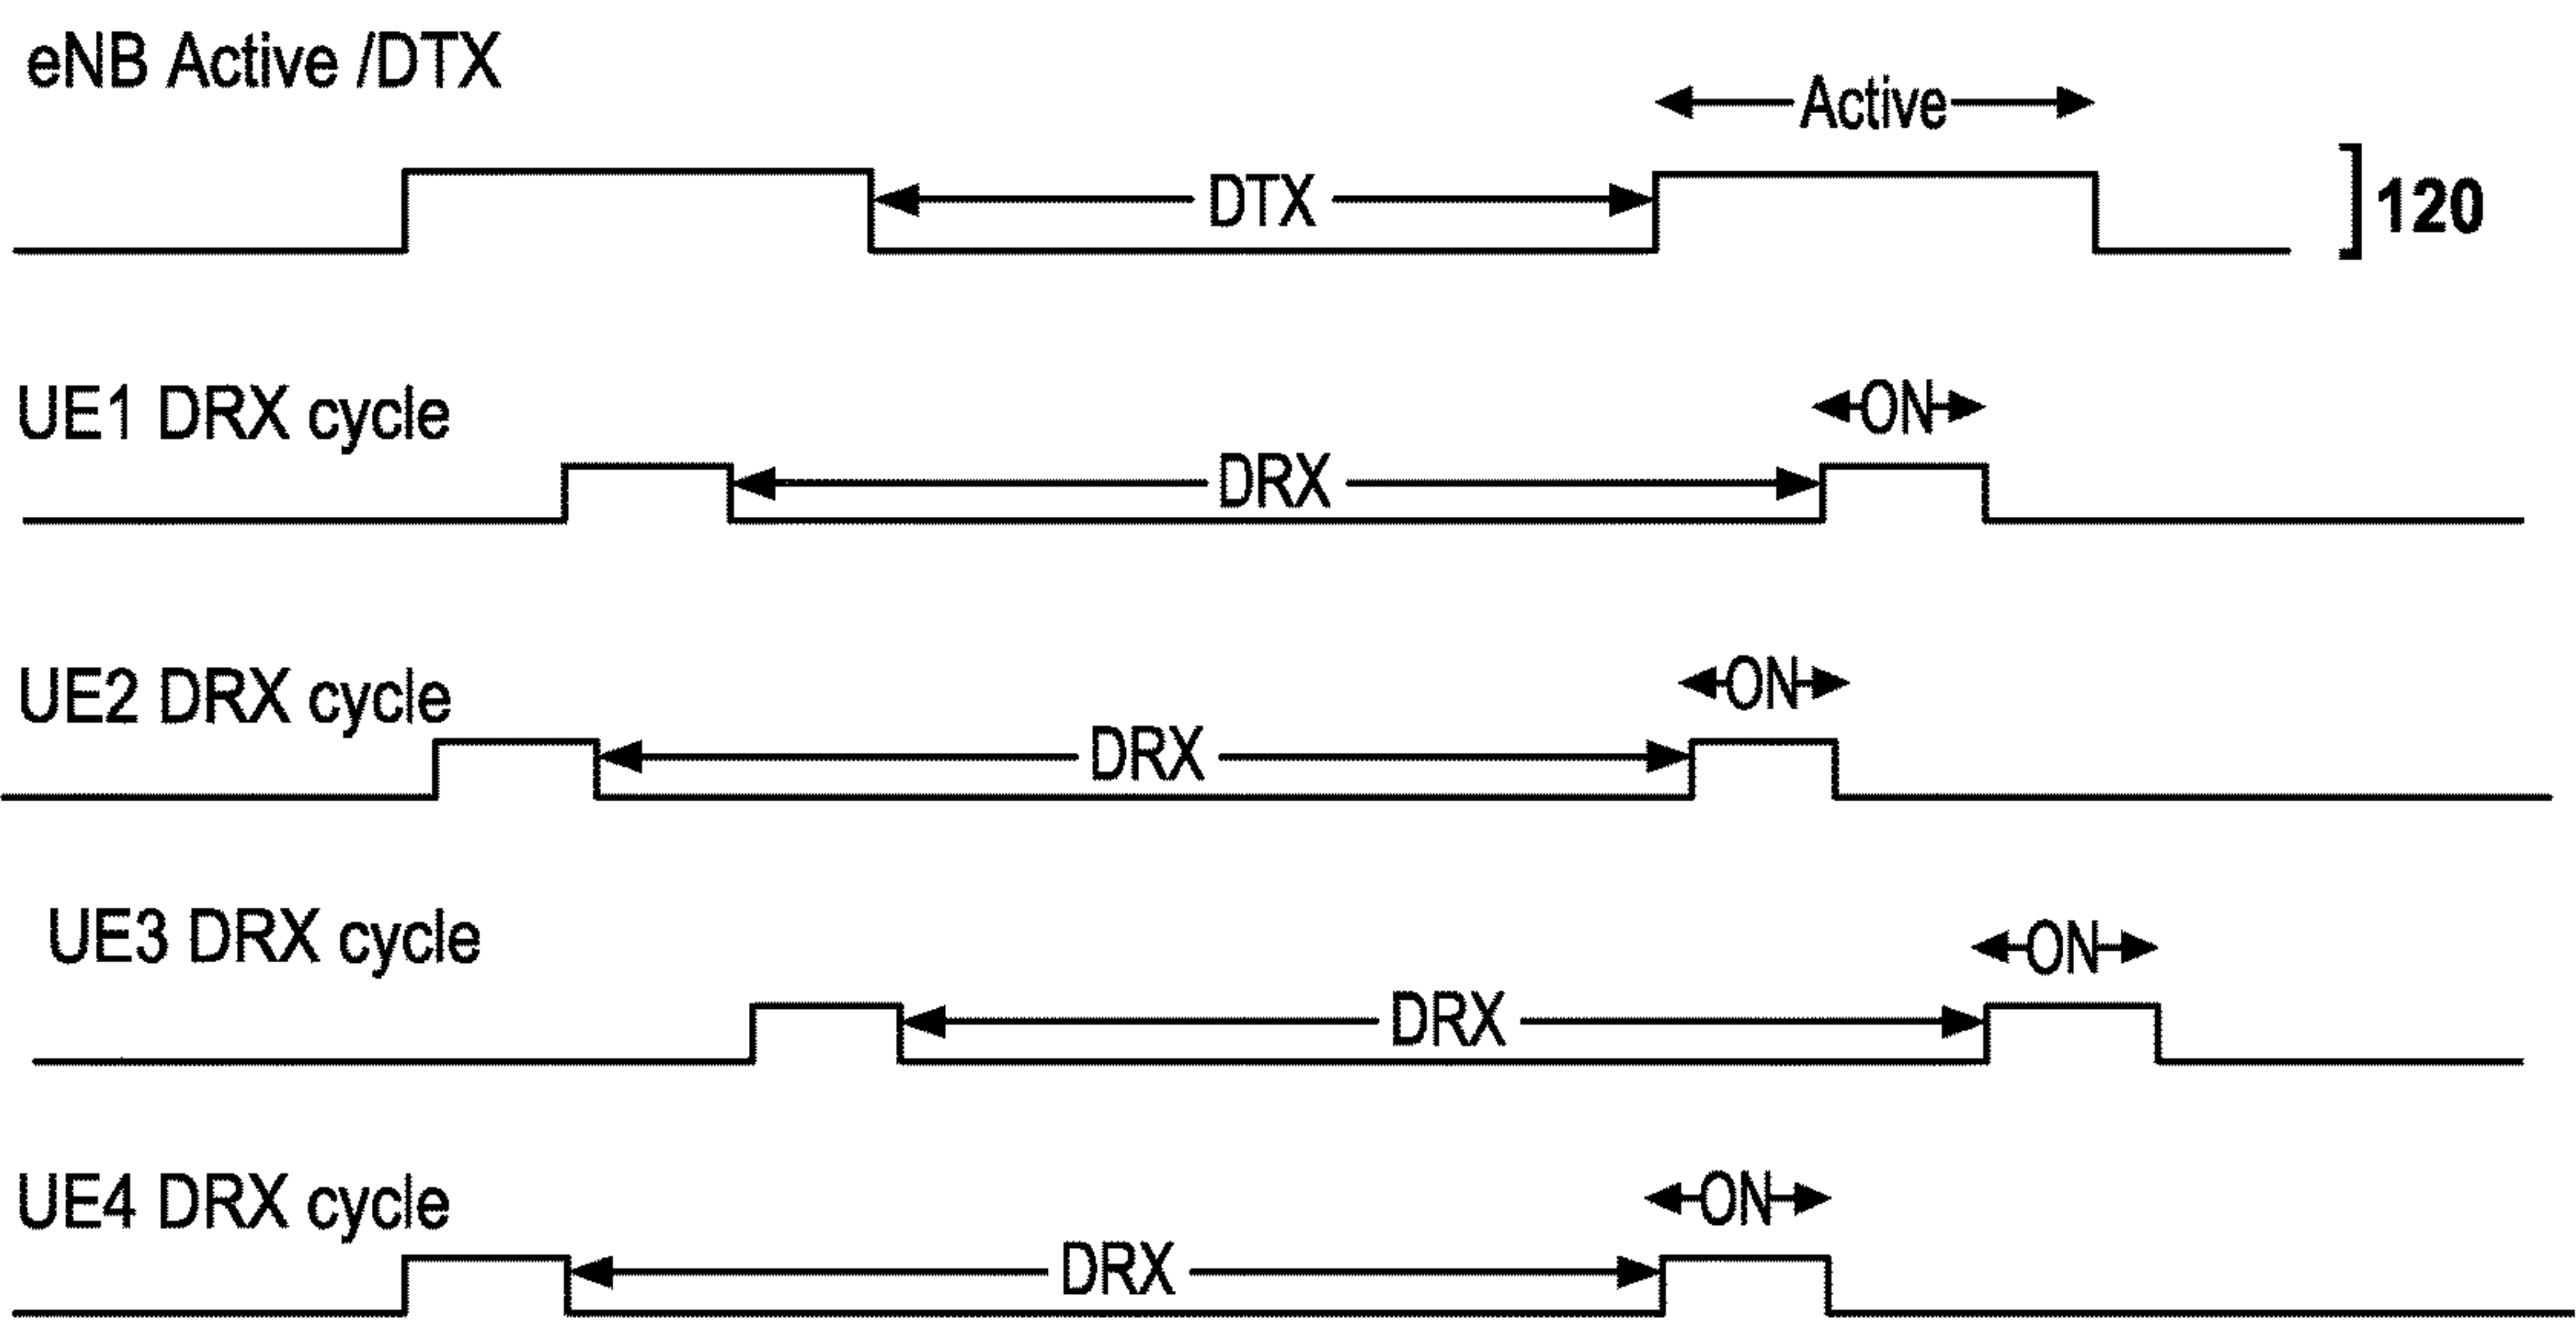 eNB Active /DTX
Active
DTX
120
UE1 DRX cycle
ON
DRX
UE2 DRX cycle
ON
DRX
UE3 DRX cycle
ON
DRX
UE4 DRX cycle
ON
DRX